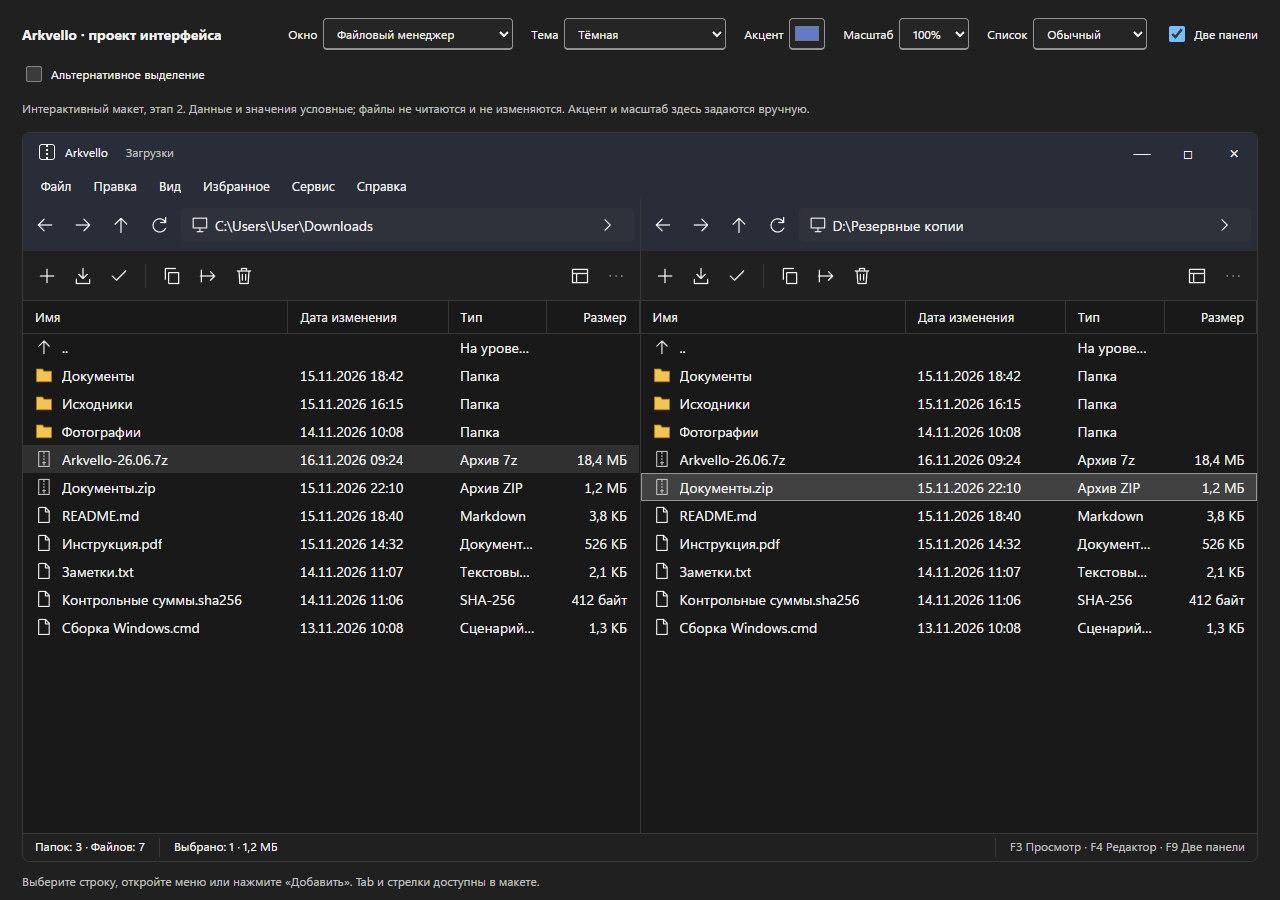 Arkvello · проект интерфейса Окно Файловый менеджер Тема Тёмная Акцент Масштаб 100% Список Обычный Две панели
Альтернативное выделение
Интерактивный макет, этап 2. Данные и значения условные; файлы не читаются и не изменяются. Акцент и масштаб здесь задаются вручную.
Arkvello Загрузки
Файл Правка Вид Избранное Сервис Справка
C:\Users\User\Downloads D:\Резервные копии
Имя Дата изменения Тип Размер Имя Дата изменения Тип Размер
.. На урове... .. На урове...
Документы 15.11.2026 18:42 Папка Документы 15.11.2026 18:42 Папка
Исходники 15.11.2026 16:15 Папка Исходники 15.11.2026 16:15 Папка
Фотографии 14.11.2026 10:08 Папка Фотографии 14.11.2026 10:08 Папка
Arkvello-26.06.7z 16.11.2026 09:24 Архив 7z 18,4 МБ Arkvello-26.06.7z 16.11.2026 09:24 Архив 7z 18,4 МБ
Документы.zip 15.11.2026 22:10 Архив ZIP 1,2 МБ Документы.zip 15.11.2026 22:10 Архив ZIP 1,2 МБ
README.md 15.11.2026 18:40 Markdown 3,8 КБ README.md 15.11.2026 18:40 Markdown 3,8 КБ
Инструкция.pdf 15.11.2026 14:32 Документ... 526 КБ Инструкция.pdf 15.11.2026 14:32 Документ... 526 КБ
Заметки.txt 14.11.2026 11:07 Текстовы... 2,1 КБ Заметки.txt 14.11.2026 11:07 Текстовы... 2,1 КБ
Контрольные суммы.sha256 14.11.2026 11:06 SHA-256 412 байт Контрольные суммы.sha256 14.11.2026 11:06 SHA-256 412 байт
Сборка Windows.cmd 13.11.2026 10:08 Сценарий... 1,3 КБ Сборка Windows.cmd 13.11.2026 10:08 Сценарий... 1,3 КБ
Папок: 3 · Файлов: 7 Выбрано: 1 · 1,2 МБ F3 Просмотр · F4 Редактор · F9 Две панели
Выберите строку, откройте меню или нажмите «Добавить». Tab и стрелки доступны в макете.